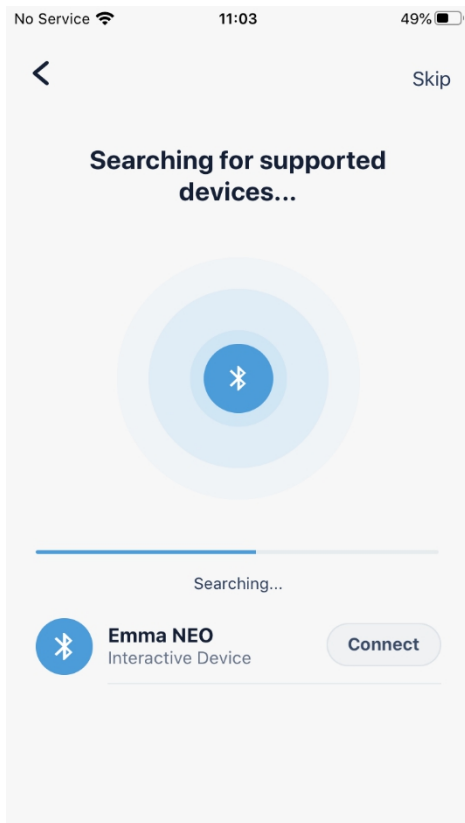 No Service 11:03 49%
Skip
Searching for supported
devices...
Searching...
Emma NEO
Interactive Device
Connect